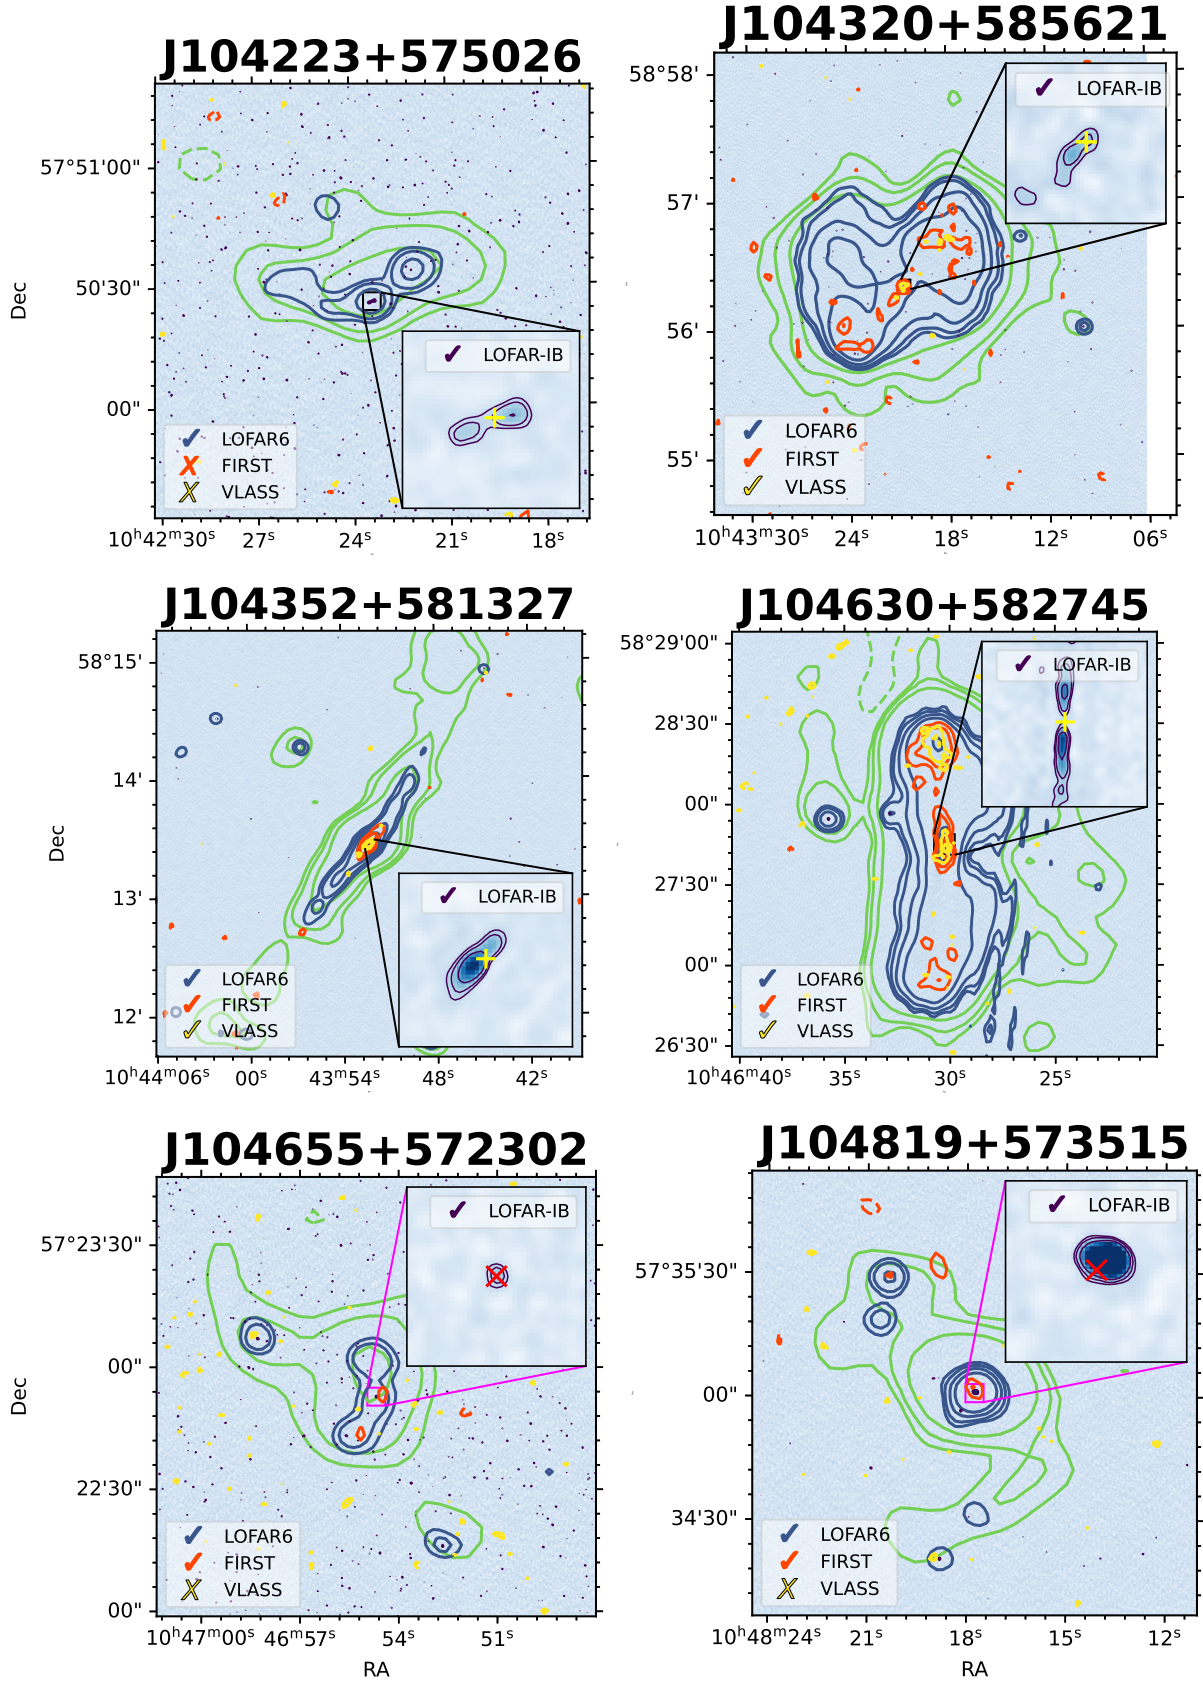 J104223+575026
57°51'00"
50'30"
00"
Dec
LOFAR-IB
✓ LOFAR6
✗ FIRST
X VLASS
10ʰ42ᵐ30ˢ 27ˢ 24ˢ 21ˢ 18ˢ
J104320+585621
58°58'
57'
56'
55'
✓ LOFAR-IB
✓ LOFAR6
✓ FIRST
✓ VLASS
10ʰ43ᵐ30ˢ 24ˢ 18ˢ 12ˢ 06ˢ
J104352+581327
58°15'
14'
13'
12'
Dec
✓ LOFAR-IB
✓ LOFAR6
✓ FIRST
✓ VLASS
10ʰ44ᵐ06ˢ 00ˢ 43ᵐ54ˢ 48ˢ 42ˢ
J104630+582745
58°29'00"
28'30"
00"
27'30"
00"
26'30"
✓ LOFAR-IB
✓ LOFAR6
✓ FIRST
✓ VLASS
10ʰ46ᵐ40ˢ 35ˢ 30ˢ 25ˢ
J104655+572302
57°23'30"
00"
22'30"
00"
Dec
✓ LOFAR-IB
✓ LOFAR6
✓ FIRST
X VLASS
10ʰ47ᵐ00ˢ 46ᵐ57ˢ 54ˢ 51ˢ
RA
J104819+573515
57°35'30"
00"
34'30"
✓ LOFAR-IB
✓ LOFAR6
✓ FIRST
X VLASS
10ʰ48ᵐ24ˢ 21ˢ 18ˢ 15ˢ 12ˢ
RA